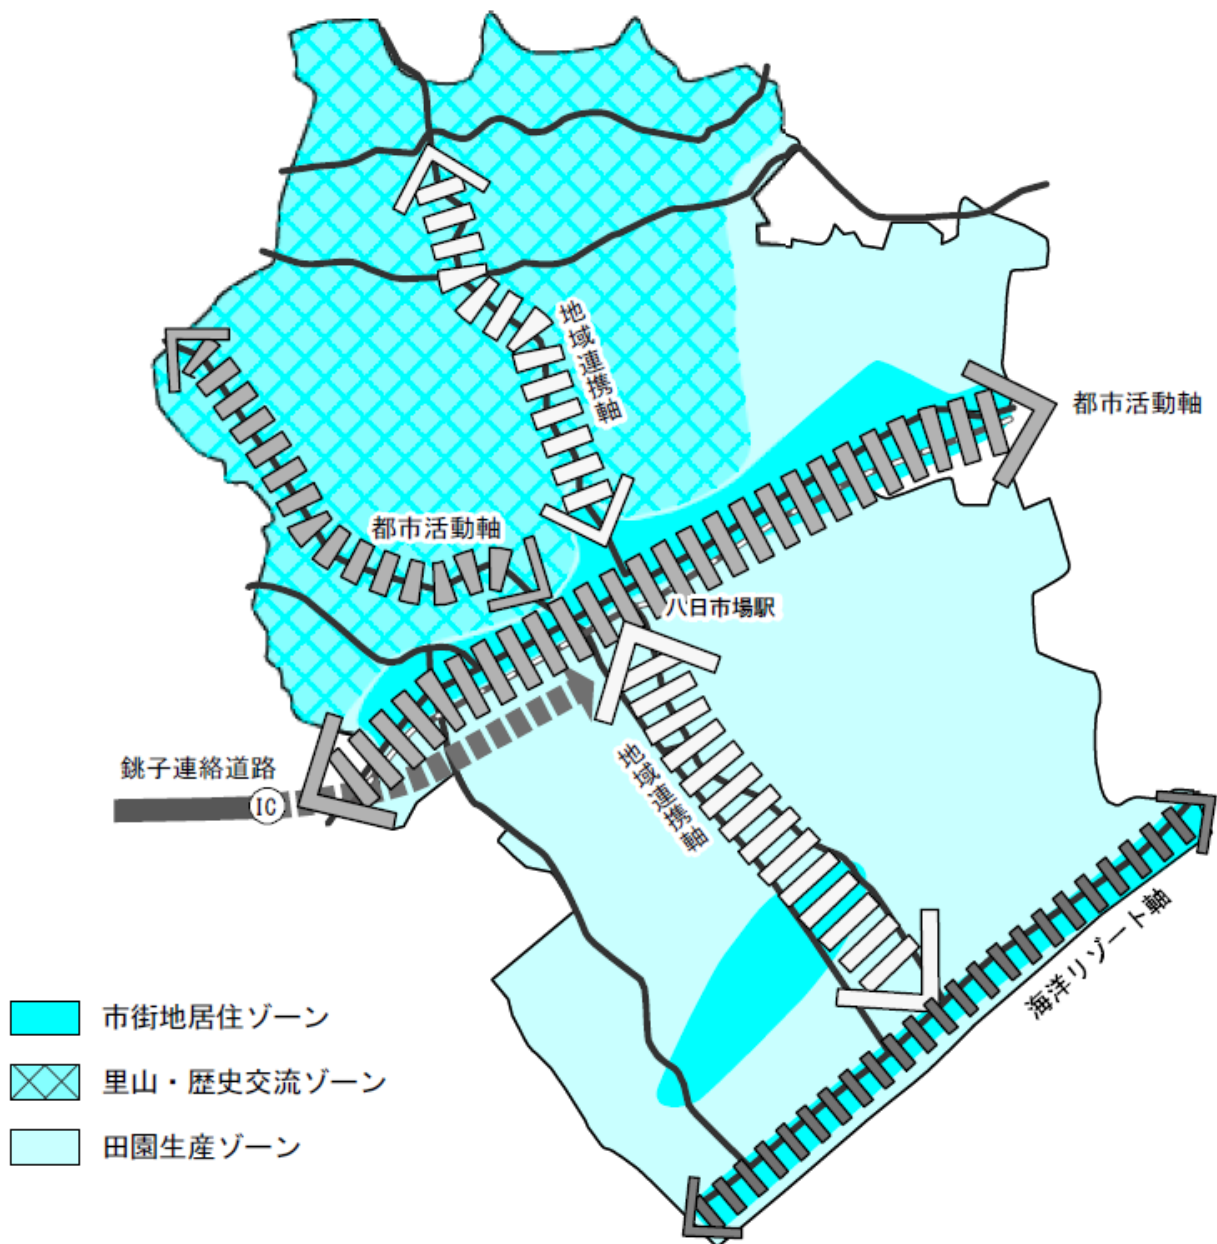 地域連携軸
都市活動軸
都市活動軸
八日市場駅
銚子連絡道路
IC
地域連携軸
海洋リゾート軸
市街地居住ゾーン
里山・歴史交流ゾーン
田園生産ゾーン